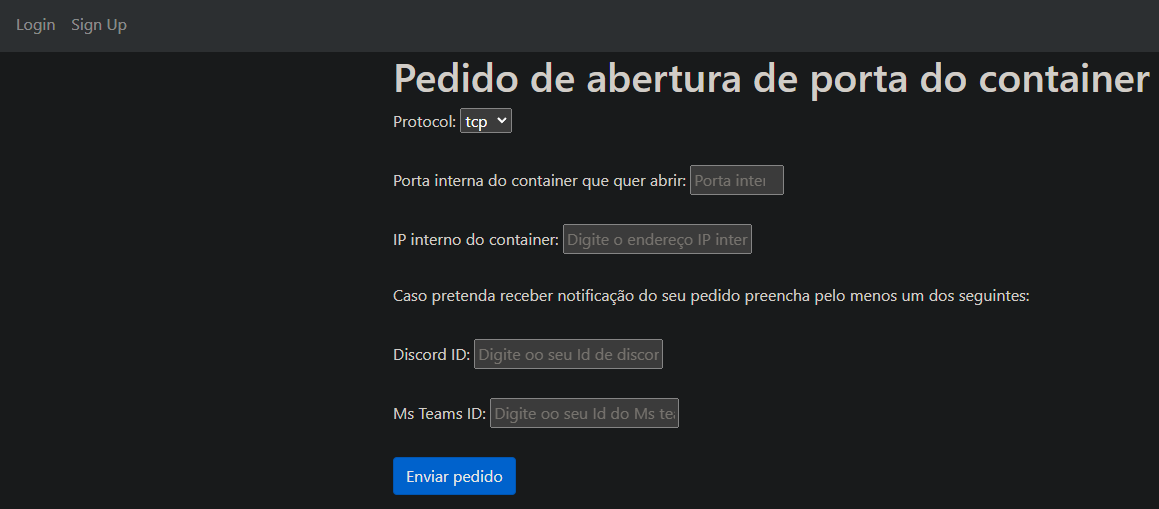 Login Sign Up
Pedido de abertura de porta do container
Protocol: tcp
Porta interna do container que quer abrir: Porta inter
IP interno do container: Digite o endereço IP inter
Caso pretenda receber notificação do seu pedido preencha pelo menos um dos seguintes:
Discord ID: Digite oo seu Id de discor
Ms Teams ID: Digite oo seu Id do Ms tea
Enviar pedido